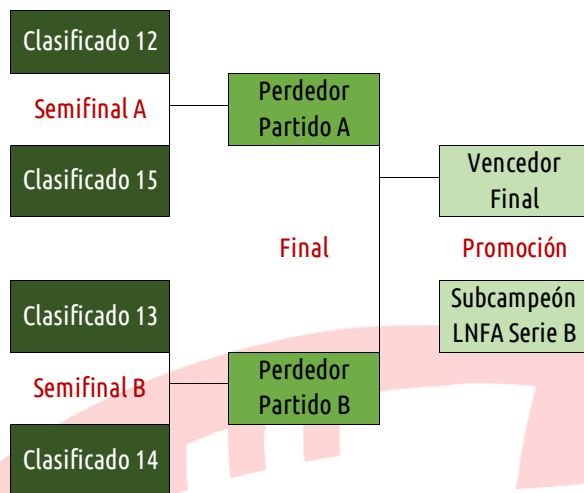 Clasificado 12
Semifinal A
Clasificado 15
Perdedor
Partido A
Vencedor
Final
Final
Promoción
Subcampeón
LNFA Serie B
Clasificado 13
Semifinal B
Clasificado 14
Perdedor
Partido B